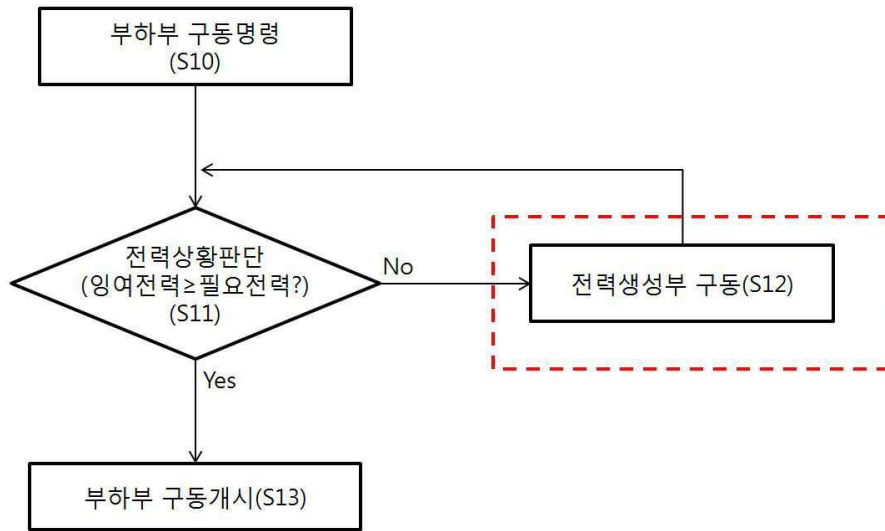 부하부 구동명령
(S10)
전력상황판단
(잉여전력≥필요전력?)
(S11)
No
전력생성부 구동(S12)
Yes
부하부 구동개시(S13)